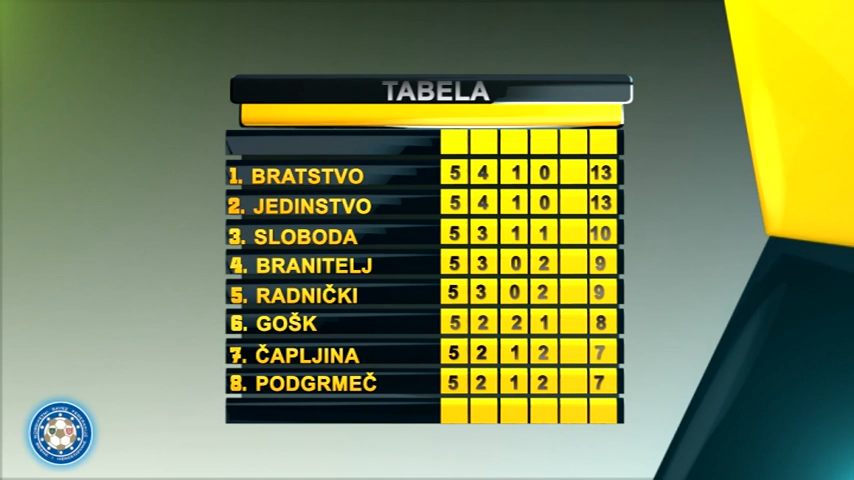 TABELA
1. BRATSTVO 5 4 1 0 13
2. JEDINSTVO 5 4 1 0 13
3. SLOBODA 5 3 1 1 10
4. BRANITELJ 5 3 0 2 9
5. RADNIČKI 5 3 0 2 9
6. GOŠK 5 2 2 1 8
7. ČAPLJINA 5 2 1 2 7
8. PODGRMEČ 5 2 1 2 7